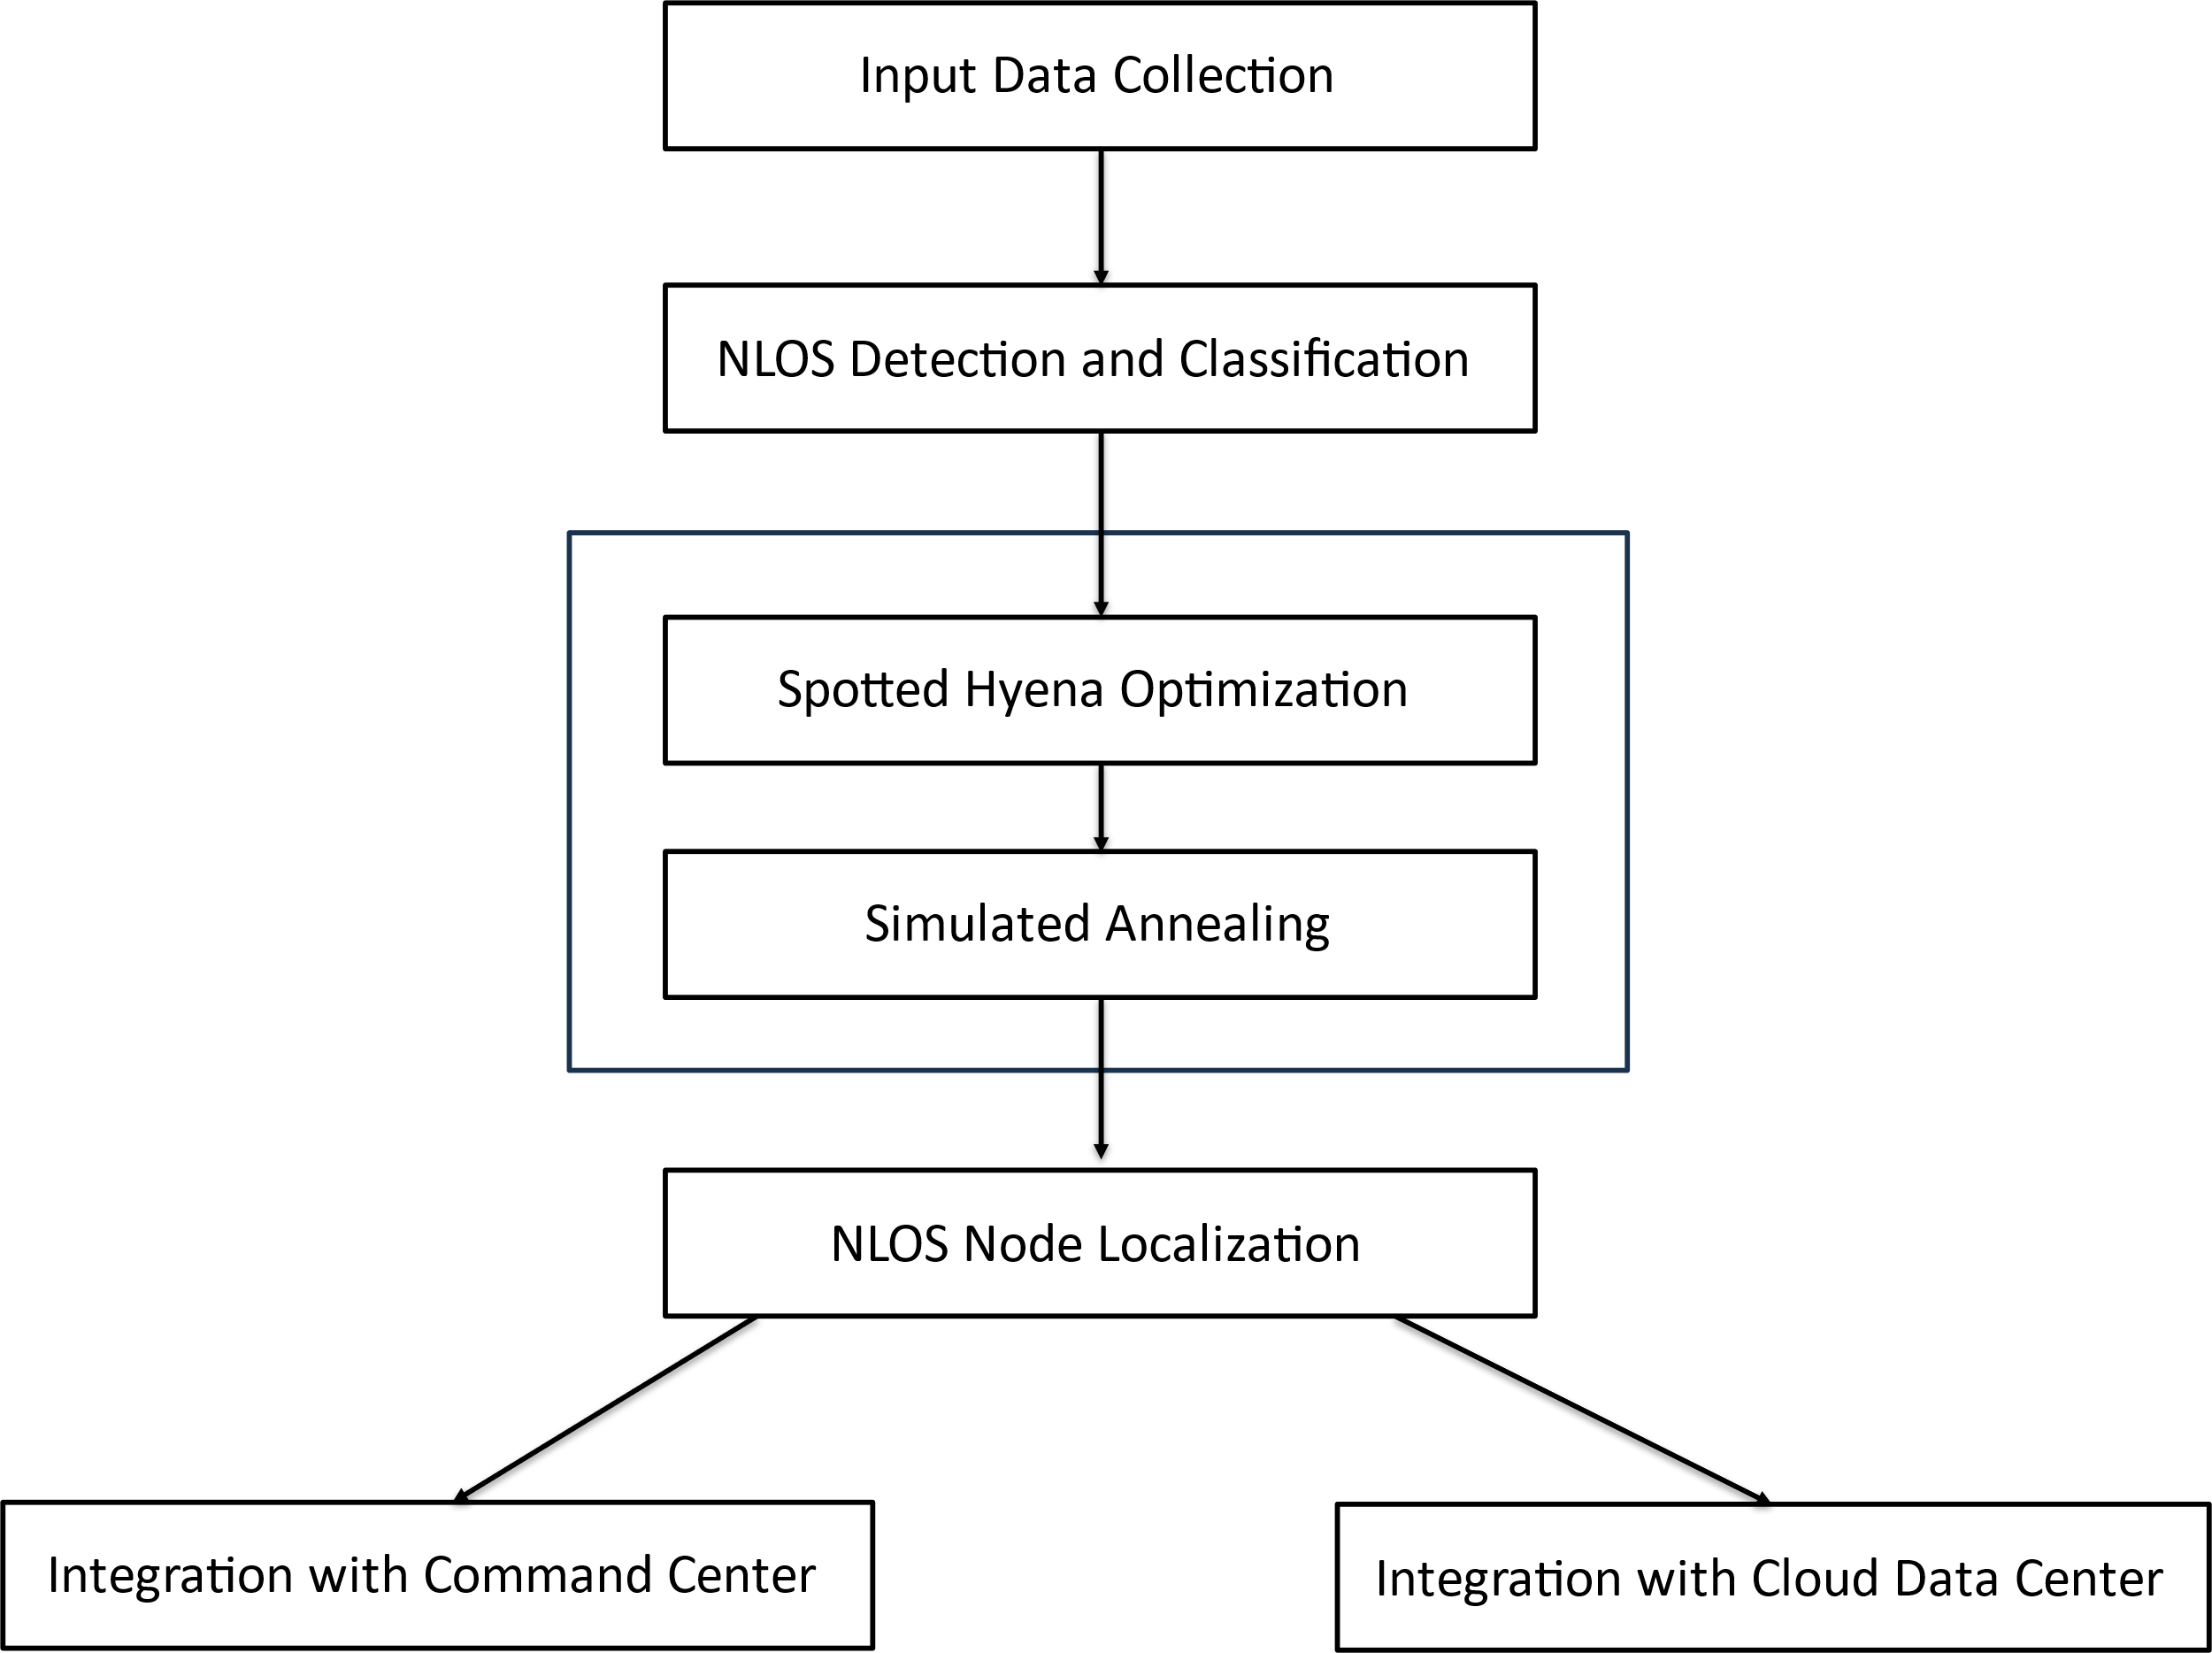 Input Data Collection
NLOS Detection and Classification
Spotted Hyena Optimization
Simulated Annealing
NLOS Node Localization
Integration with Command Center
Integration with Cloud Data Center